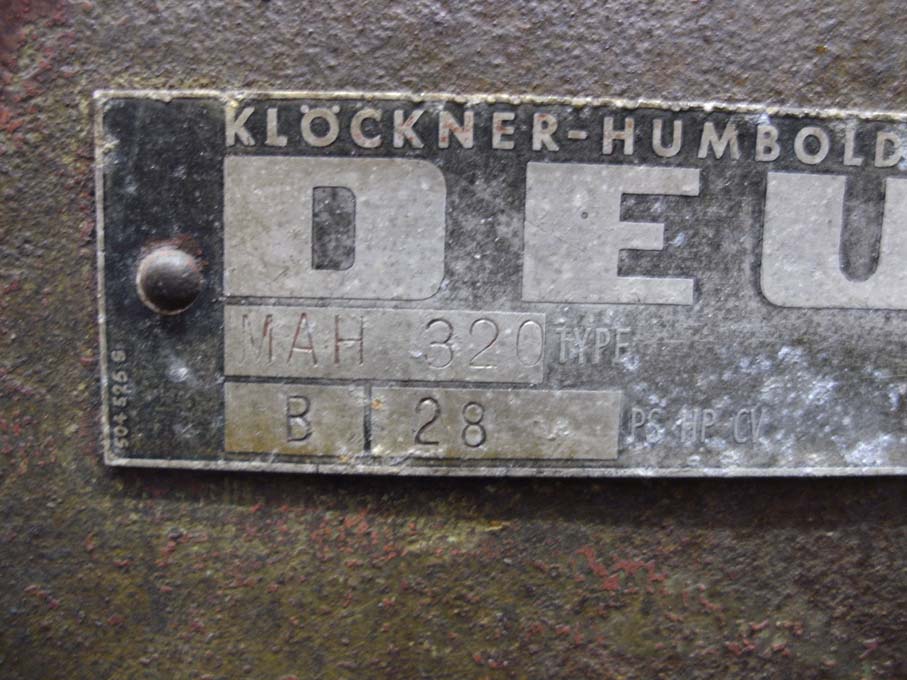 KLÖCKNER-HUMBOLD
DEU
MAH 320 TYPE
B 28 PS HP CV